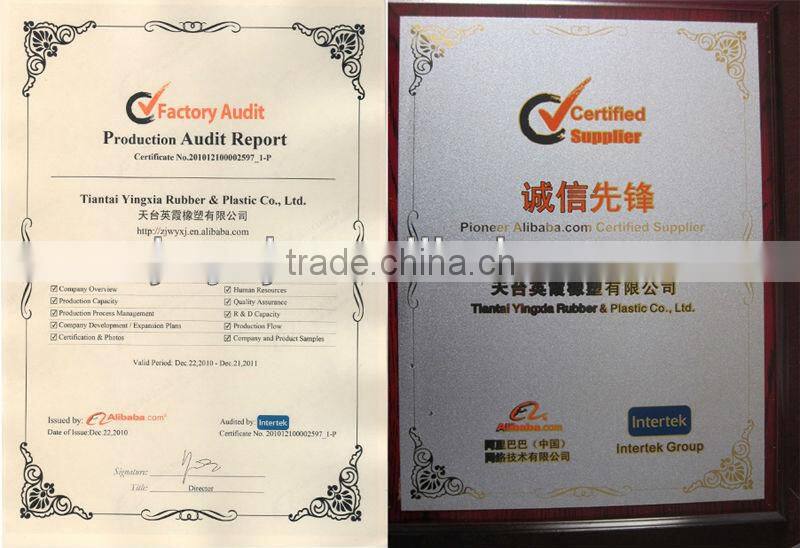 Factory Audit
Production Audit Report
Certificate No.201012100002597_1-P
Tiantai Yingxia Rubber & Plastic Co., Ltd.
天台英霞橡塑有限公司
http://zjwyxj.en.alibaba.com
Company Overview
Production Capacity
Production Process Management
Company Development / Expansion Plans
Certification & Photos
Human Resources
Quality Assurance
R & D Capacity
Production Flow
Company and Product Samples
Valid Period: Dec.22,2010 - Dec.21,2011
Issued by: Alibaba.com
Date of Issue:Dec.22,2010
Audited by: Intertek
Certificate No. 201012100002597_1-P
Signature:
Title: Director
Certified
Supplier
诚信先锋
Pioneer Alibaba.com Certified Supplier
天台英霞橡塑有限公司
Tiantai Yingxia Rubber & Plastic Co., Ltd.
Alibaba.com
阿里巴巴（中国）
网络技术有限公司
Intertek
Intertek Group
trade.china.cn